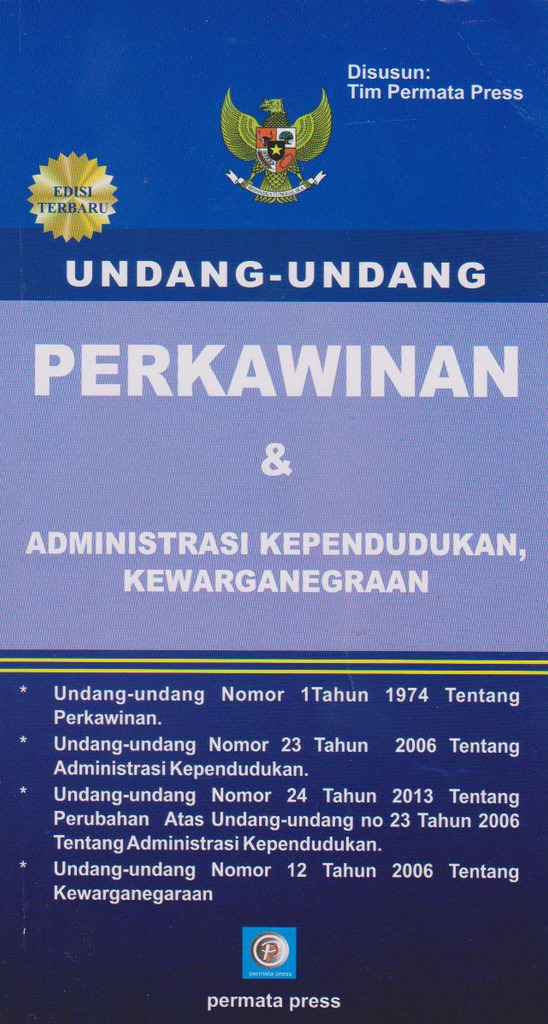 Disusun:
Tim Permata Press
EDISI
TERBARU
UNDANG-UNDANG
PERKAWINAN
&
ADMINISTRASI KEPENDUDUKAN,
KEWARGANEGRAAN
* Undang-undang Nomor 1Tahun 1974 Tentang
Perkawinan.
* Undang-undang Nomor 23 Tahun 2006 Tentang
Administrasi Kependudukan.
* Undang-undang Nomor 24 Tahun 2013 Tentang
Perubahan Atas Undang-undang no 23 Tahun 2006
Tentang Administrasi Kependudukan.
* Undang-undang Nomor 12 Tahun 2006 Tentang
Kewarganegaraan
P
permata press
permata press